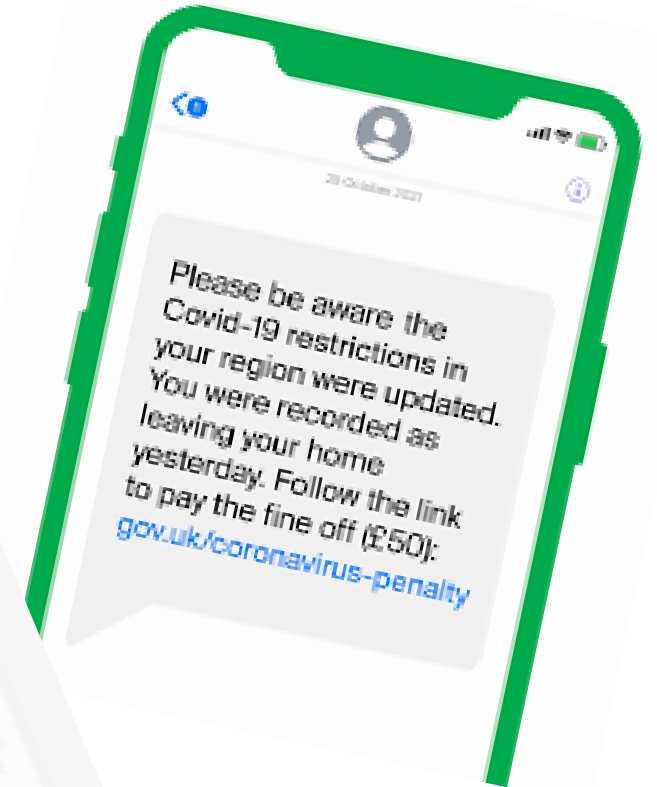 Please be aware the
Covid-19 restrictions in
your region were updated.
You were recorded as
leaving your home
yesterday. Follow the link
to pay the fine off (£50):
gov.uk/coronavirus-penalty